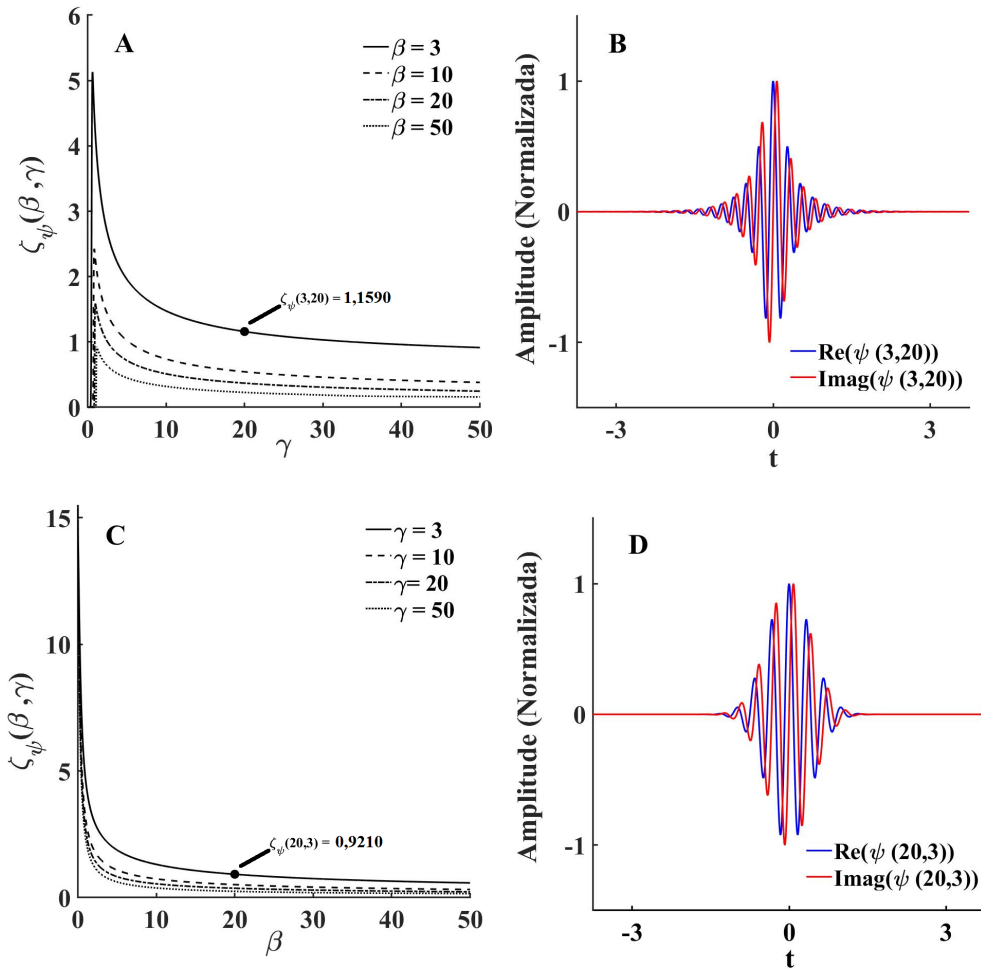 A
β = 3
β = 10
β = 20
β = 50
ζψ(3,20) = 1,1590
ζψ(β,γ)
6
5
4
3
2
1
0
0 10 20 30 40 50
γ
B
Amplitude (Normalizada)
1
0
-1
Re(ψ (3,20))
Imag(ψ (3,20))
-3 0 3
t
C
γ = 3
γ = 10
γ= 20
γ = 50
ζψ(20,3) = 0,9210
ζψ(β,γ)
15
10
5
0
0 10 20 30 40 50
β
D
Amplitude (Normalizada)
1
0
-1
Re(ψ (20,3))
Imag(ψ (20,3))
-3 0 3
t